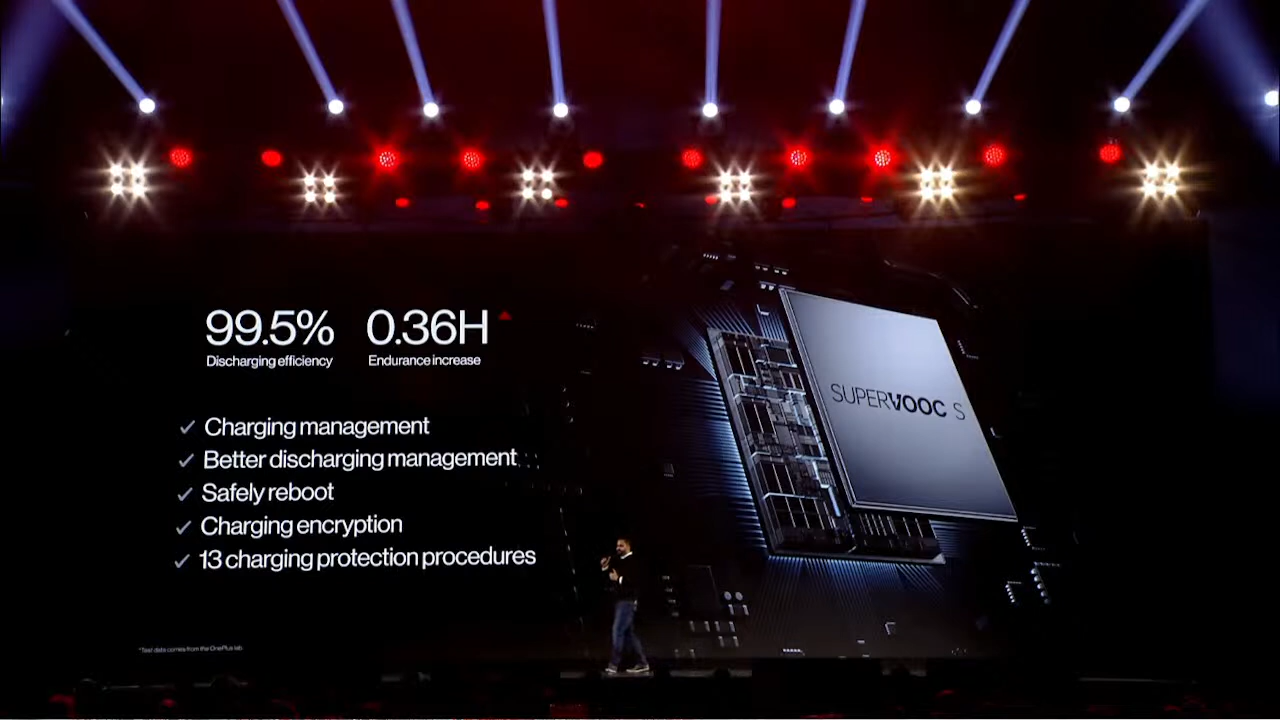 99.5% 0.36H
Discharging efficiency Endurance increase
✓ Charging management
✓ Better discharging management
✓ Safely reboot
✓ Charging encryption
✓ 13 charging protection procedures
SUPERVOOC S
*Test data comes from the OnePlus lab